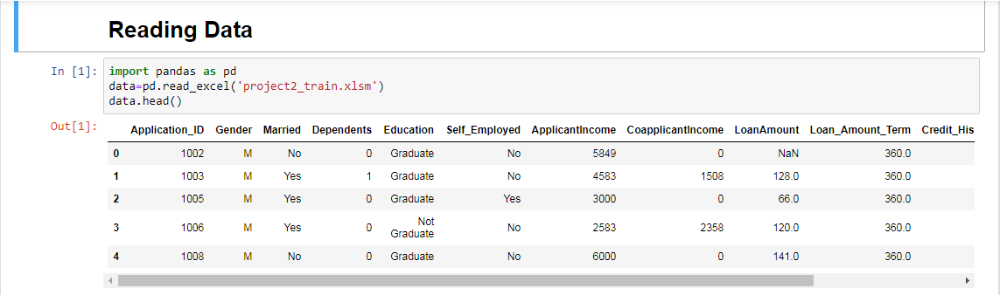 Reading Data
In [1]: import pandas as pd
data=pd.read_excel('project2_train.xlsm')
data.head()
Out[1]:
Application_ID Gender Married Dependents Education Self_Employed ApplicantIncome CoapplicantIncome LoanAmount Loan_Amount_Term Credit_His
0 1002 M No 0 Graduate No 5849 0 NaN 360.0
1 1003 M Yes 1 Graduate No 4583 1508 128.0 360.0
2 1005 M Yes 0 Graduate Yes 3000 0 66.0 360.0
3 1006 M Yes 0 Not Graduate No 2583 2358 120.0 360.0
4 1008 M No 0 Graduate No 6000 0 141.0 360.0